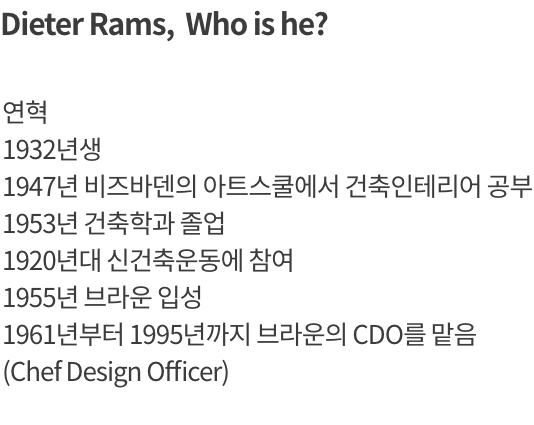 Dieter Rams, Who is he?
연혁
1932년생
1947년 비즈바덴의 아트스쿨에서 건축인테리어 공부
1953년 건축학과 졸업
1920년대 신건축운동에 참여
1955년 브라운 입성
1961년부터 1995년까지 브라운의 CDO를 맡음
(Chef Design Officer)